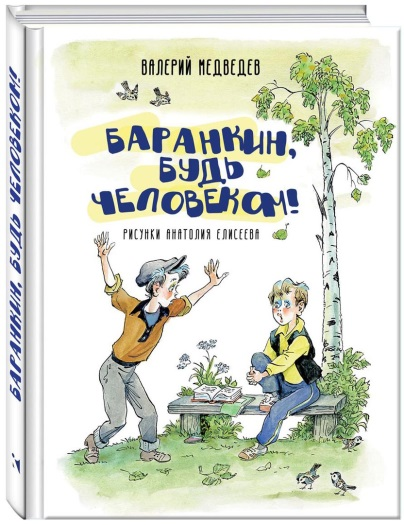 ВАЛЕРИЙ МЕДВЕДЕВ
БАРАНКИН,
БУДЬ
ЧЕЛОВЕКОМ!
РИСУНКИ АНАТОЛИЯ ЕЛИСЕЕВА
БАРАНКИН, БУДЬ ЧЕЛОВЕКОМ!